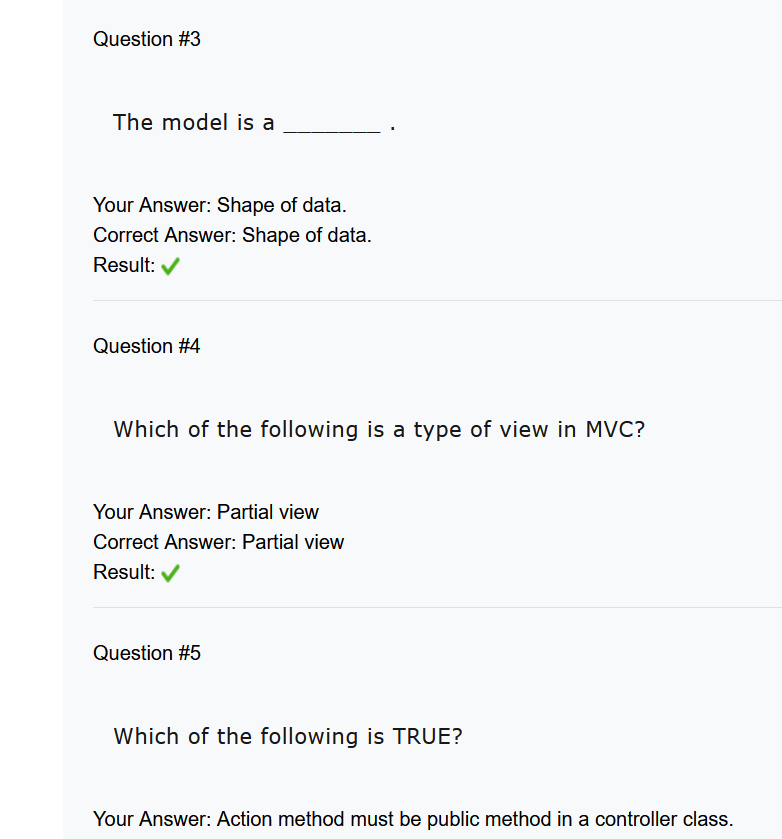 Question #3
The model is a _______ .
Your Answer: Shape of data.
Correct Answer: Shape of data.
Result:
Question #4
Which of the following is a type of view in MVC?
Your Answer: Partial view
Correct Answer: Partial view
Result:
Question #5
Which of the following is TRUE?
Your Answer: Action method must be public method in a controller class.